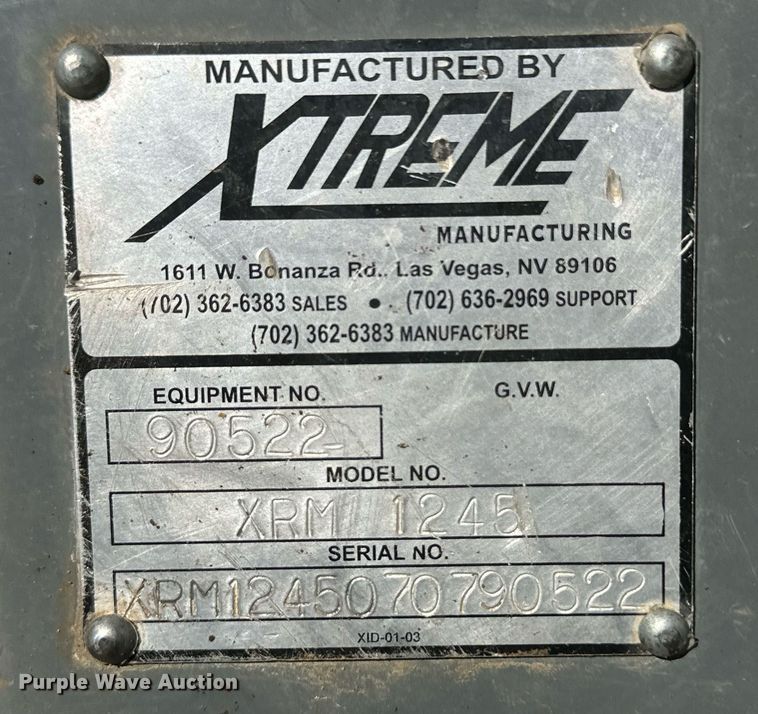 MANUFACTURED BY
XTREME
MANUFACTURING
1611 W. Bonanza Rd., Las Vegas, NV 89106
(702) 362-6383 SALES • (702) 636-2969 SUPPORT
(702) 362-6383 MANUFACTURE
EQUIPMENT NO. G.V.W.
90522
MODEL NO.
XRM 1245
SERIAL NO.
XRM1245070790522
XID-01-03
Purple Wave Auction